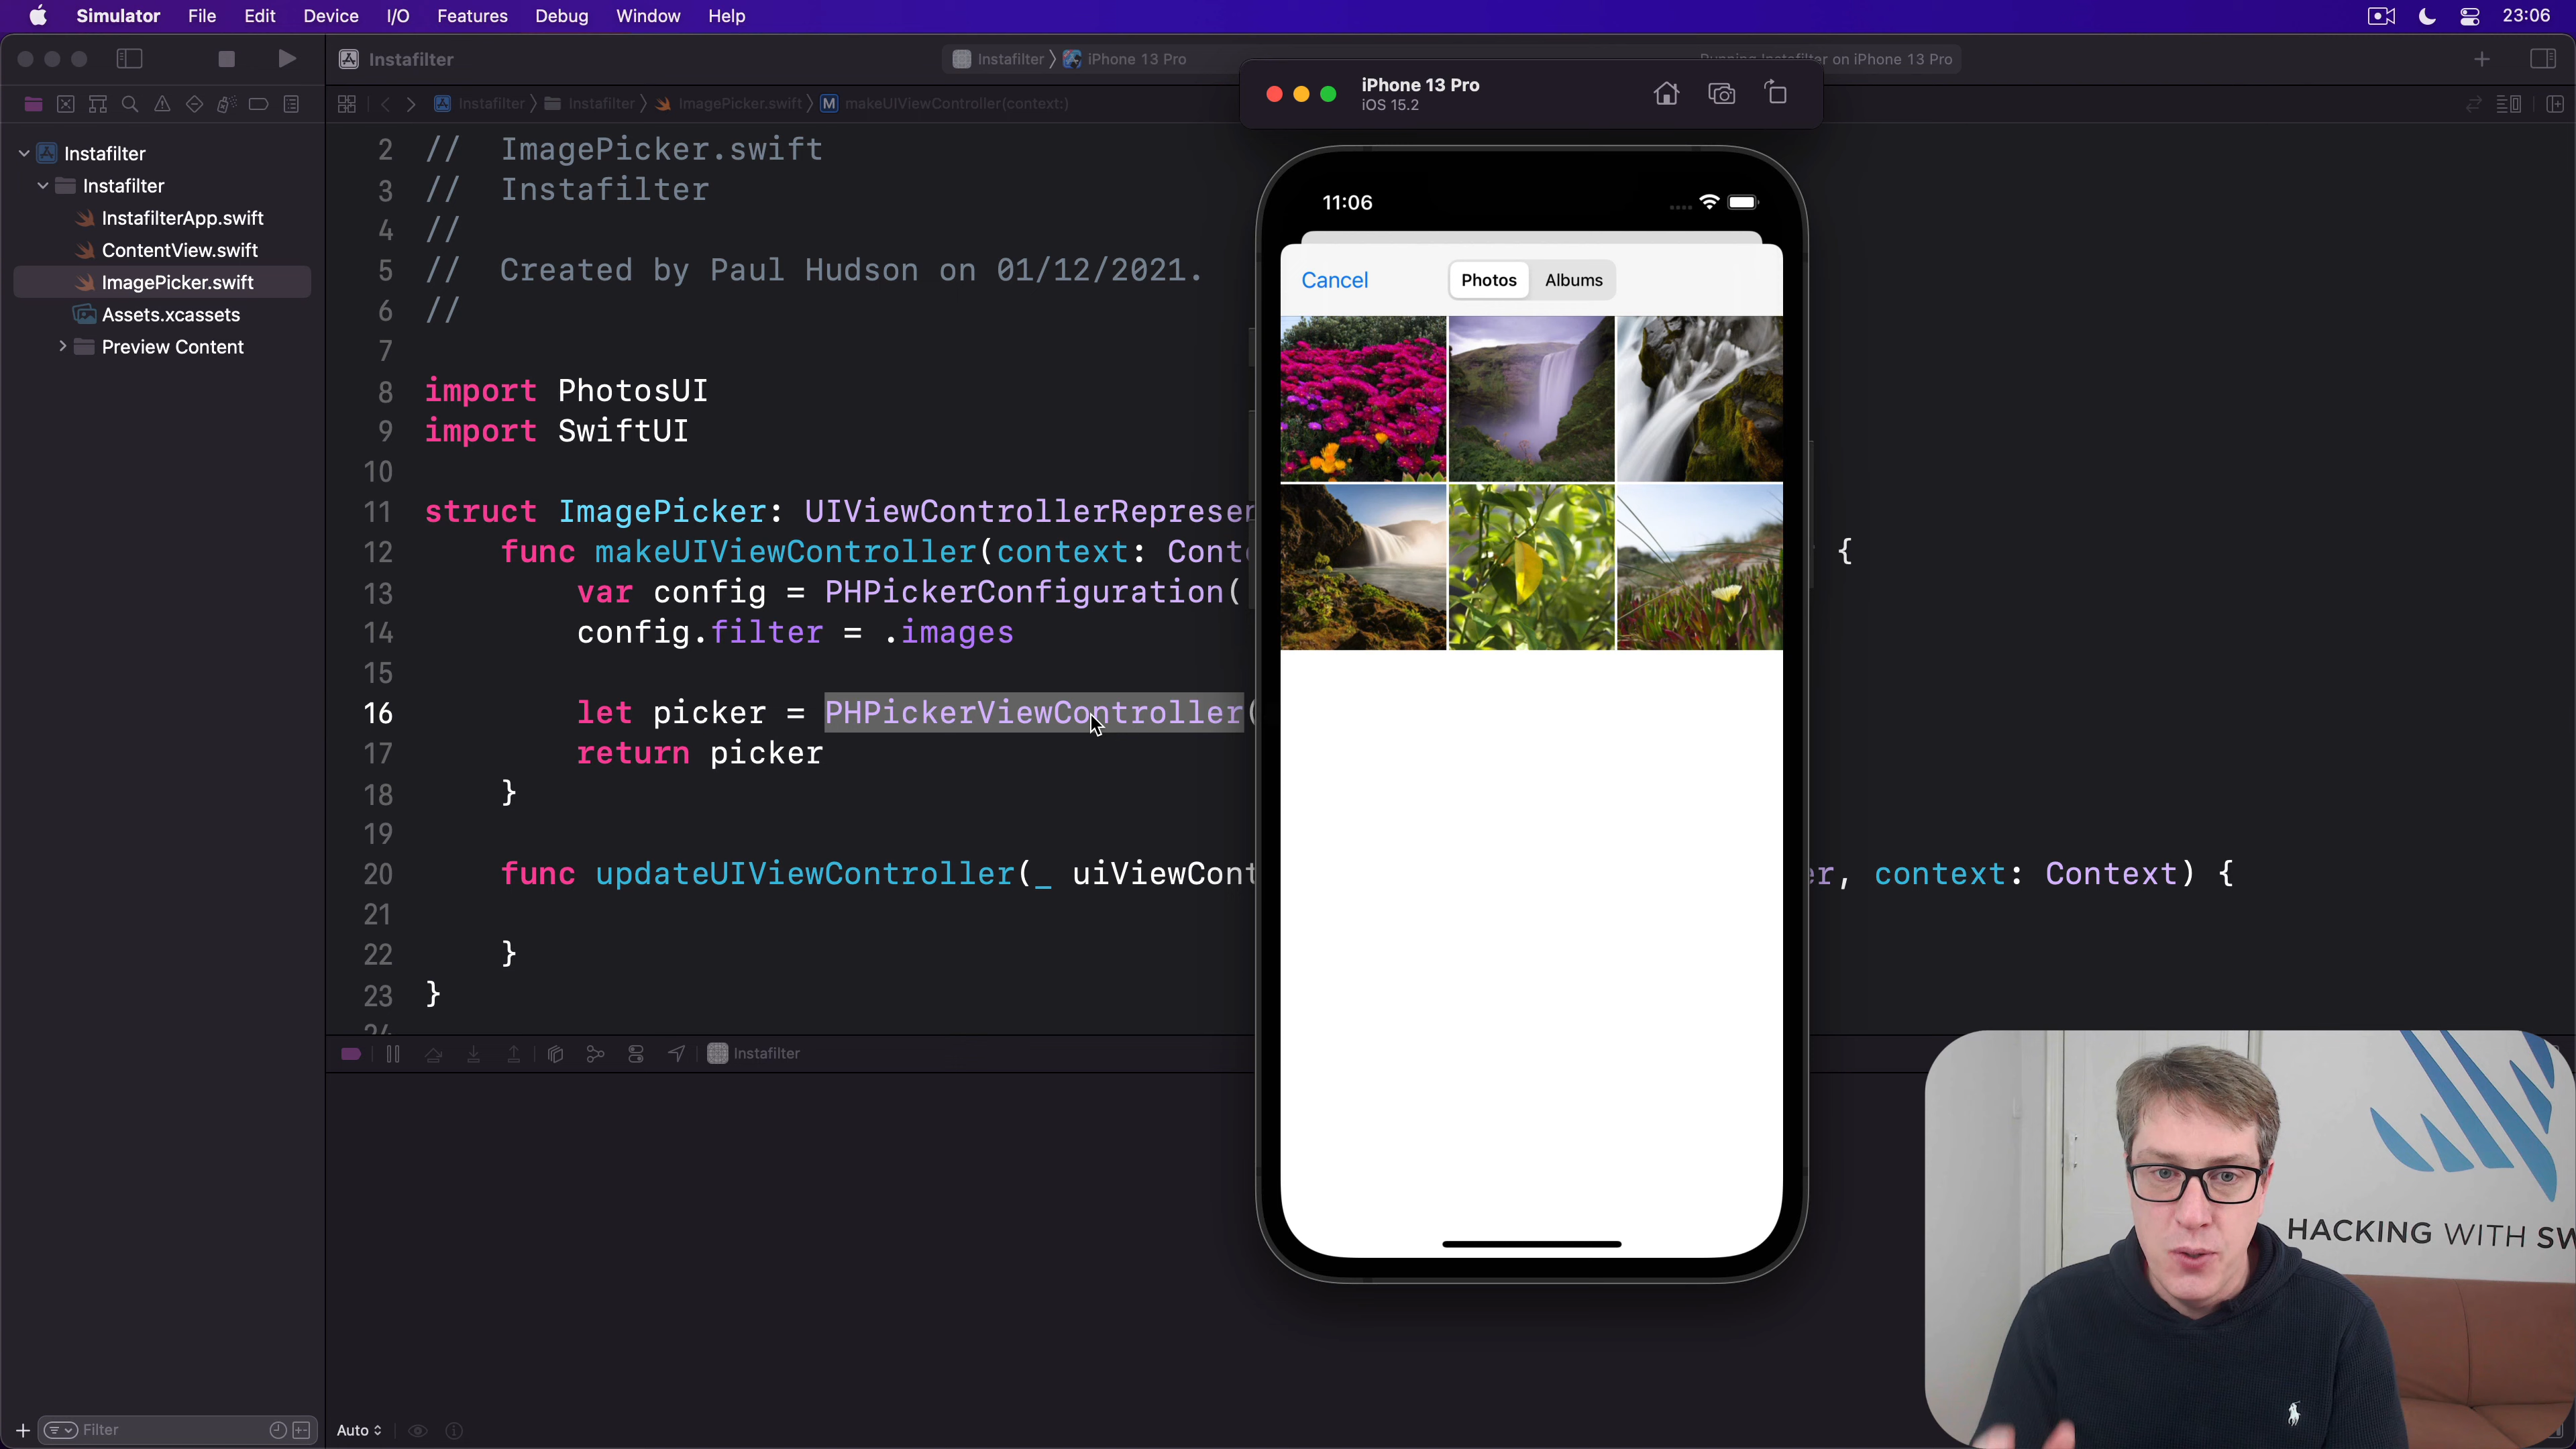 Simulator File Edit Device I/O Features Debug Window Help 23:06
Instafilter Instafilter iPhone 13 Pro Running Instafilter on iPhone 13 Pro
Instafilter Instafilter ImagePicker.swift M makeUIViewController(context:)
Instafilter
Instafilter
InstafilterApp.swift
ContentView.swift
ImagePicker.swift
Assets.xcassets
Preview Content
2 // ImagePicker.swift
3 // Instafilter
4 //
5 // Created by Paul Hudson on 01/12/2021.
6 //
7
8 import PhotosUI
9 import SwiftUI
10
11 struct ImagePicker: UIViewControllerRepreser
12 func makeUIViewController(context: Conte {
13 var config = PHPickerConfiguration(
14 config.filter = .images
15
16 let picker = PHPickerViewController(
17 return picker
18 }
19
20 func updateUIViewController(_ uiViewCont er, context: Context) {
21
22 }
23 }
24
Instafilter
Filter
Auto
iPhone 13 Pro
iOS 15.2
11:06
Cancel Photos Albums
HACKING WITH SW